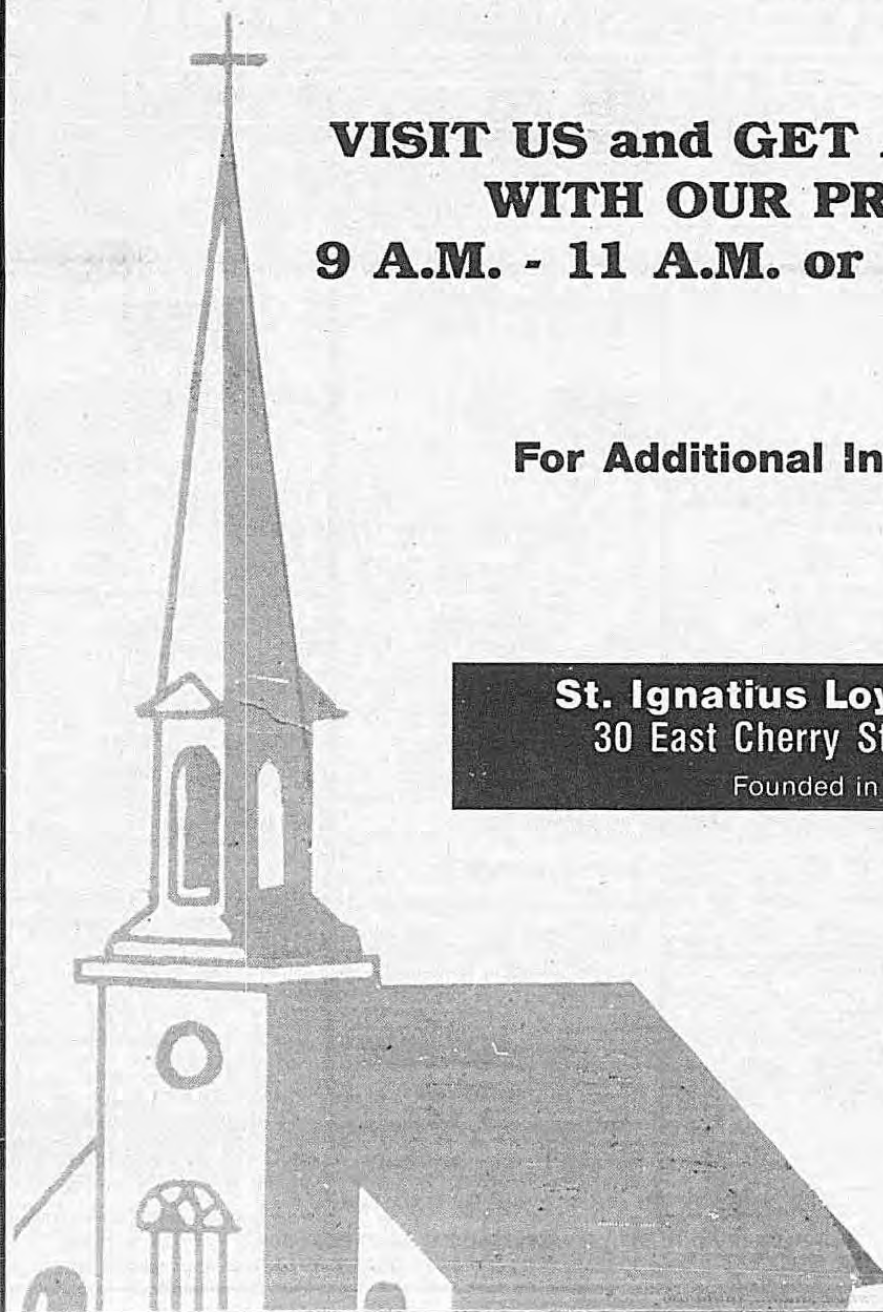 VISIT US and GET
WITH OUR PR
9 A.M. - 11 A.M. or
For Additional In
St. Ignatius Loy
30 East Cherry St
Founded in